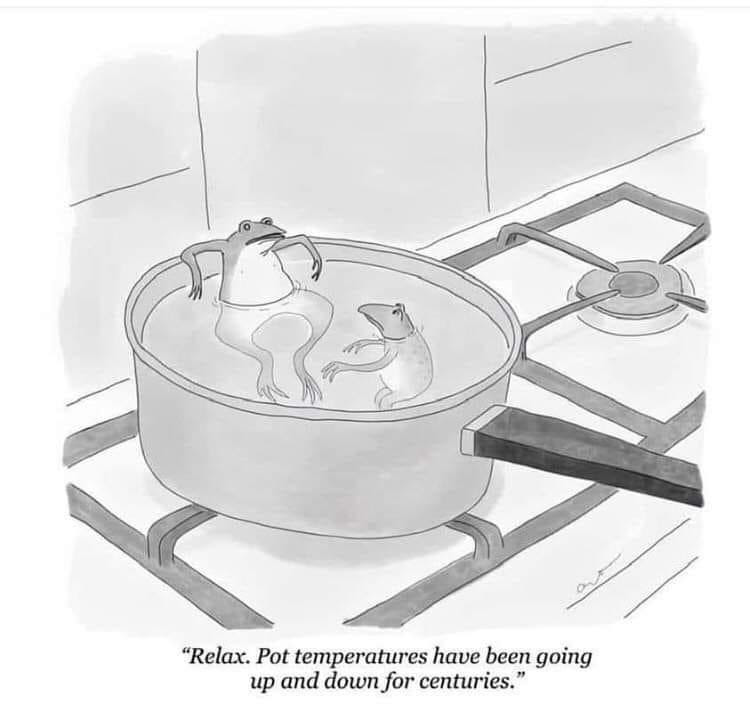 “Relax. Pot temperatures have been going
up and down for centuries.”